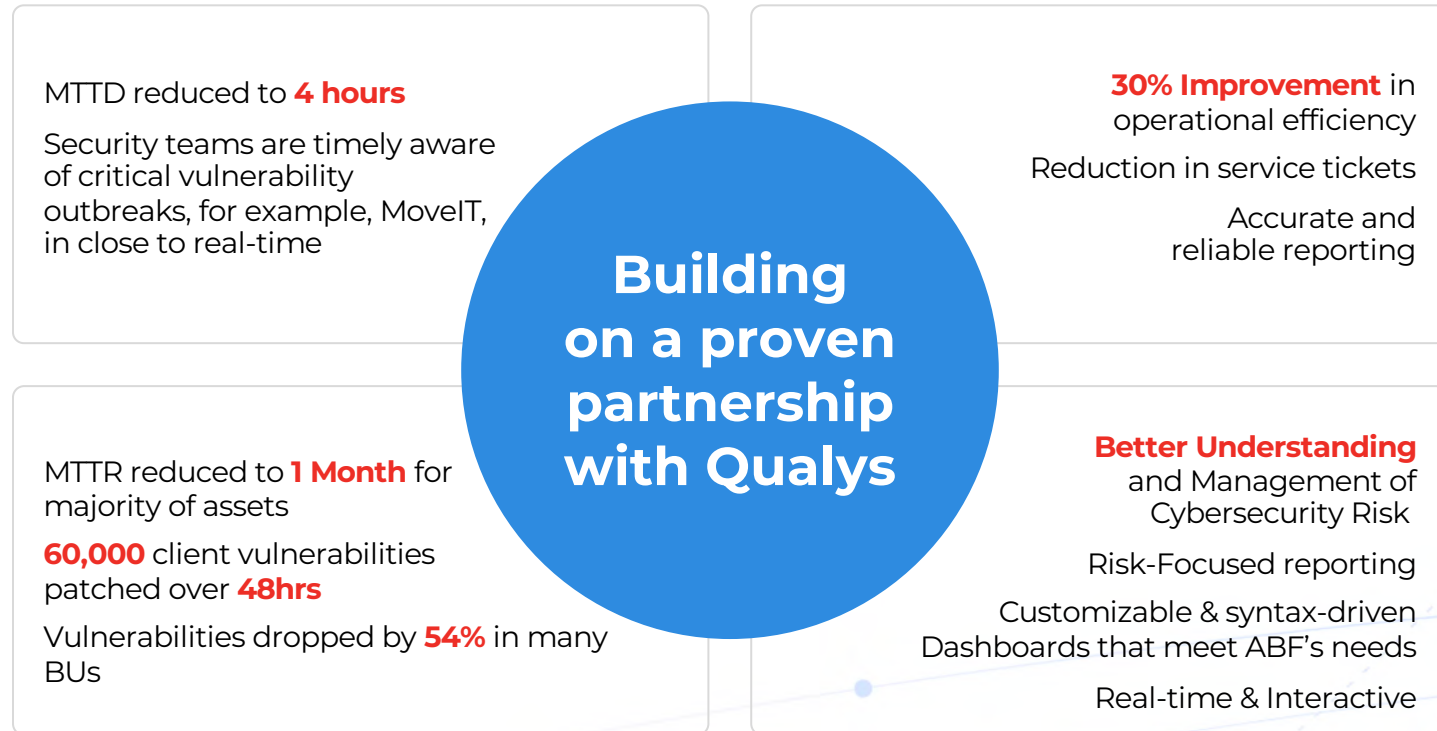 MTTD reduced to 4 hours
Security teams are timely aware
of critical vulnerability
outbreaks, for example, MoveIT,
in close to real-time
30% Improvement in
operational efficiency
Reduction in service tickets
Accurate and
reliable reporting
Building
on a proven
partnership
with Qualys
MTTR reduced to 1 Month for
majority of assets
60,000 client vulnerabilities
patched over 48hrs
Vulnerabilities dropped by 54% in many
BUs
Better Understanding
and Management of
Cybersecurity Risk
Risk-Focused reporting
Customizable & syntax-driven
Dashboards that meet ABF’s needs
Real-time & Interactive